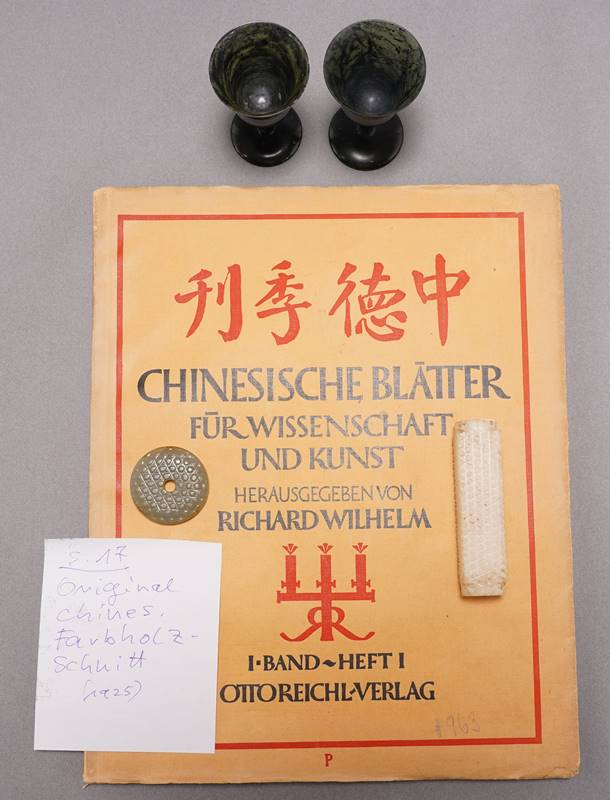 中德季刊
CHINESISCHE BLÄTTER
FÜR WISSENSCHAFT
UND KUNST
HERAUSGEGEBEN VON
RICHARD WILHELM
I·BAND~HEFT I
OTTO REICHL·VERLAG
P
S. 17
Original
chines.
Farbholz-
schnitt
(1925)